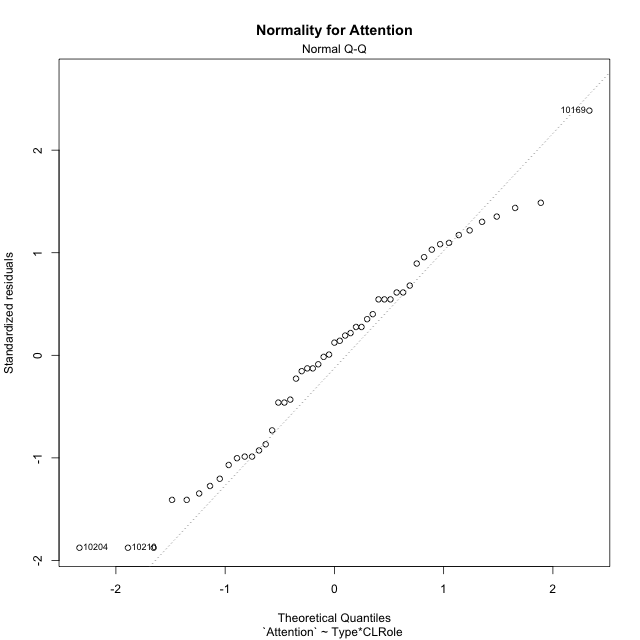 Normality for Attention
Normal Q-Q
10169
2
1
0
-1
-2
Standardized residuals
10204
10210
-2
-1
0
1
2
Theoretical Quantiles
`Attention` ~ Type*CLRole